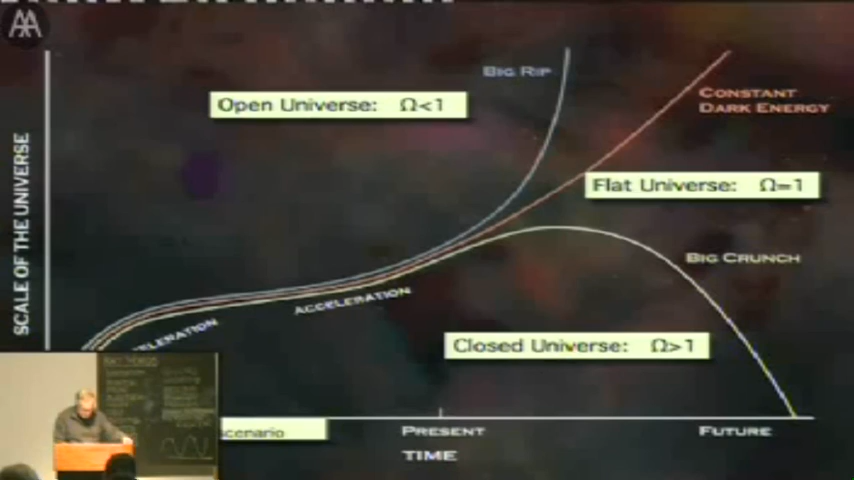 AA
BIG RIP
CONSTANT
DARK ENERGY
Open Universe: Ω<1
Flat Universe: Ω=1
SCALE OF THE UNIVERSE
BIG CRUNCH
ACCELERATION
Closed Universe: Ω>1
scenario
PRESENT
FUTURE
TIME